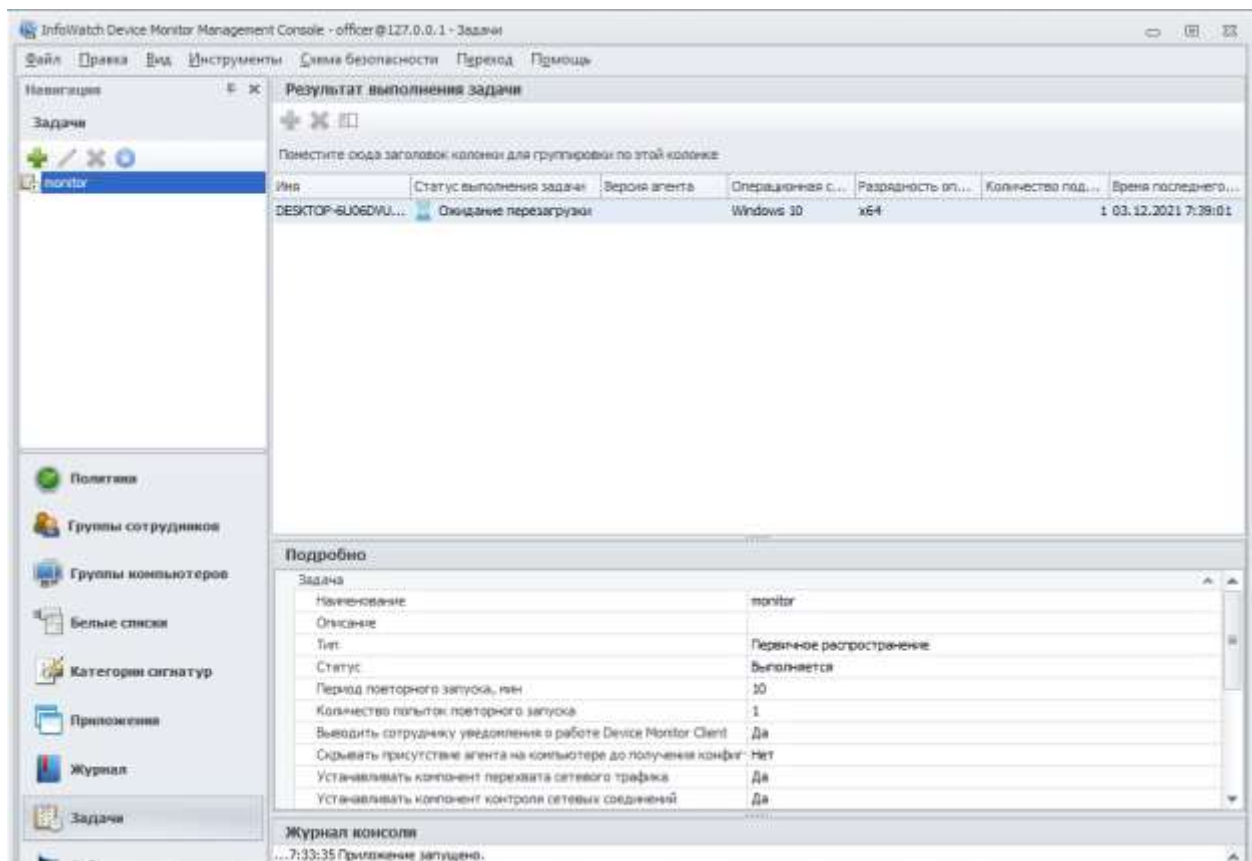 InfoWatch Device Monitor Management Console - officer@127.0.0.1 - Задачи
Файл Правка Вид Инструменты Схема безопасности Переход Помощь
Навигация
Задачи
monitor
Политики
Группы сотрудников
Группы компьютеров
Белые списки
Категории сигнатур
Приложения
Журнал
Задачи
Результат выполнения задачи
Поместите сюда заголовок колонки для группировки по этой колонке
Имя Статус выполнения задачи Версия агента Операционная с... Разрядность оп... Количество под... Время последнего...
DESKTOP-6U06DVU... Ожидание перезагрузки Windows 10 x64 1 03.12.2021 7:39:01
Подробно
Задача
Наименование monitor
Описание
Тип Первичное распространение
Статус Выполняется
Период повторного запуска, мин 10
Количество попыток повторного запуска 1
Выводить сотруднику уведомления о работе Device Monitor Client Да
Скрывать присутствие агента на компьютере до получения конфиг Нет
Устанавливать компонент перехвата сетевого трафика Да
Устанавливать компонент контроля сетевых соединений Да
Журнал консоли
...7:33:35 Приложение запущено.